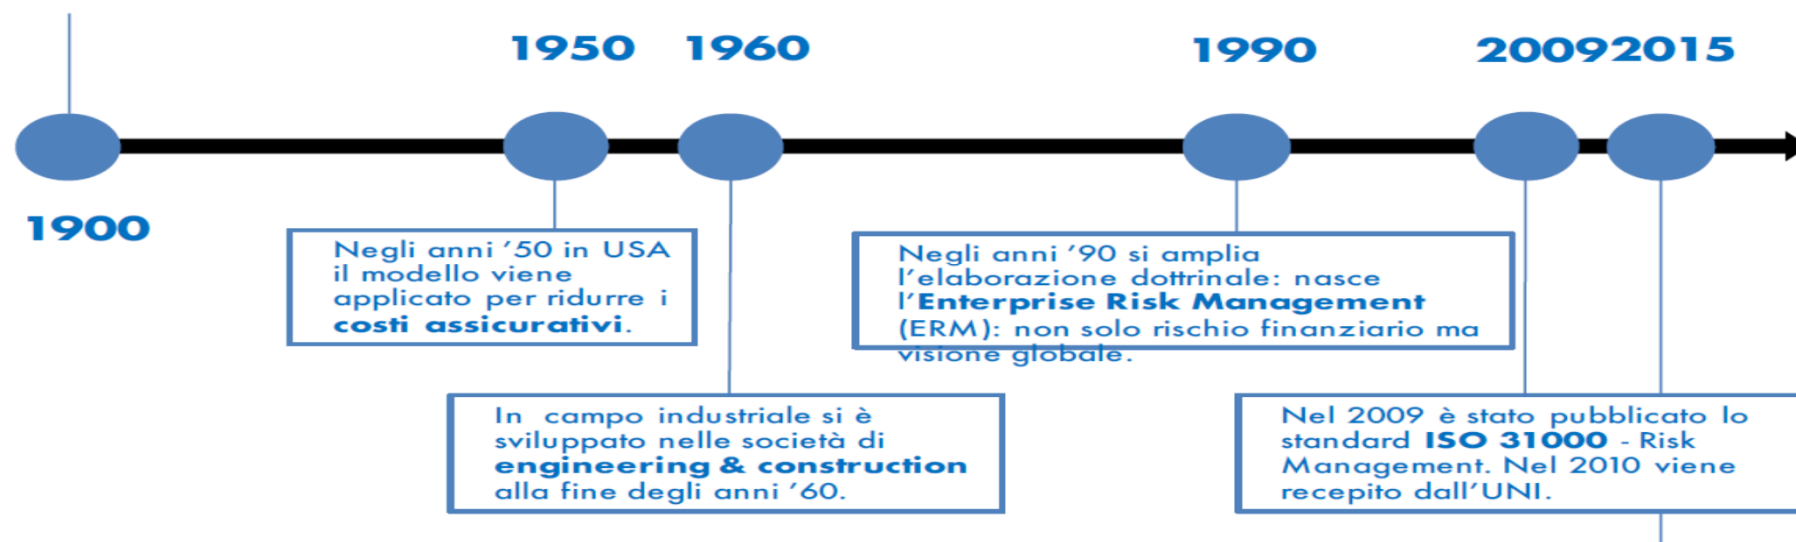 1950 1960 1990 2009 2015
1900
Negli anni ’50 in USA
il modello viene
applicato per ridurre i
costi assicurativi.
Negli anni ’90 si amplia
l’elaborazione dottrinale: nasce
l’Enterprise Risk Management
(ERM): non solo rischio finanziario ma
visione globale.
In campo industriale si è
sviluppato nelle società di
engineering & construction
alla fine degli anni ’60.
Nel 2009 è stato pubblicato lo
standard ISO 31000 - Risk
Management. Nel 2010 viene
recepito dall’UNI.